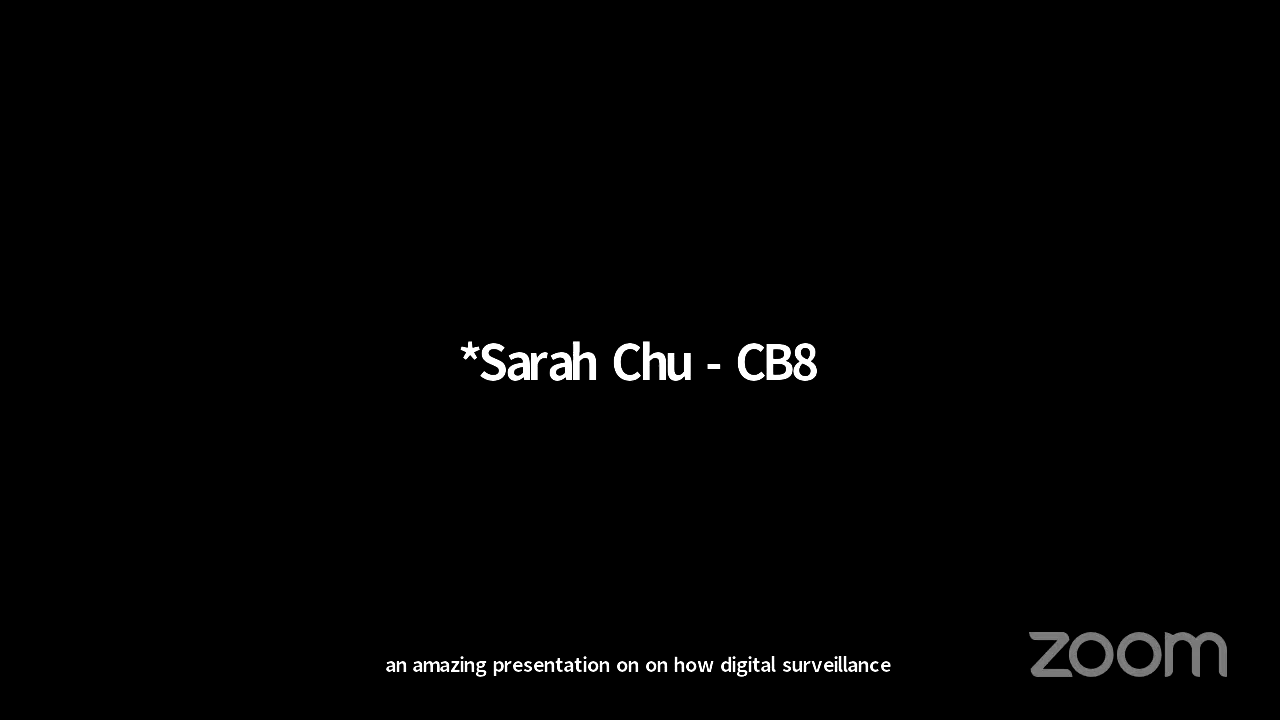 *Sarah Chu - CB8
an amazing presentation on on how digital surveillance
zoom